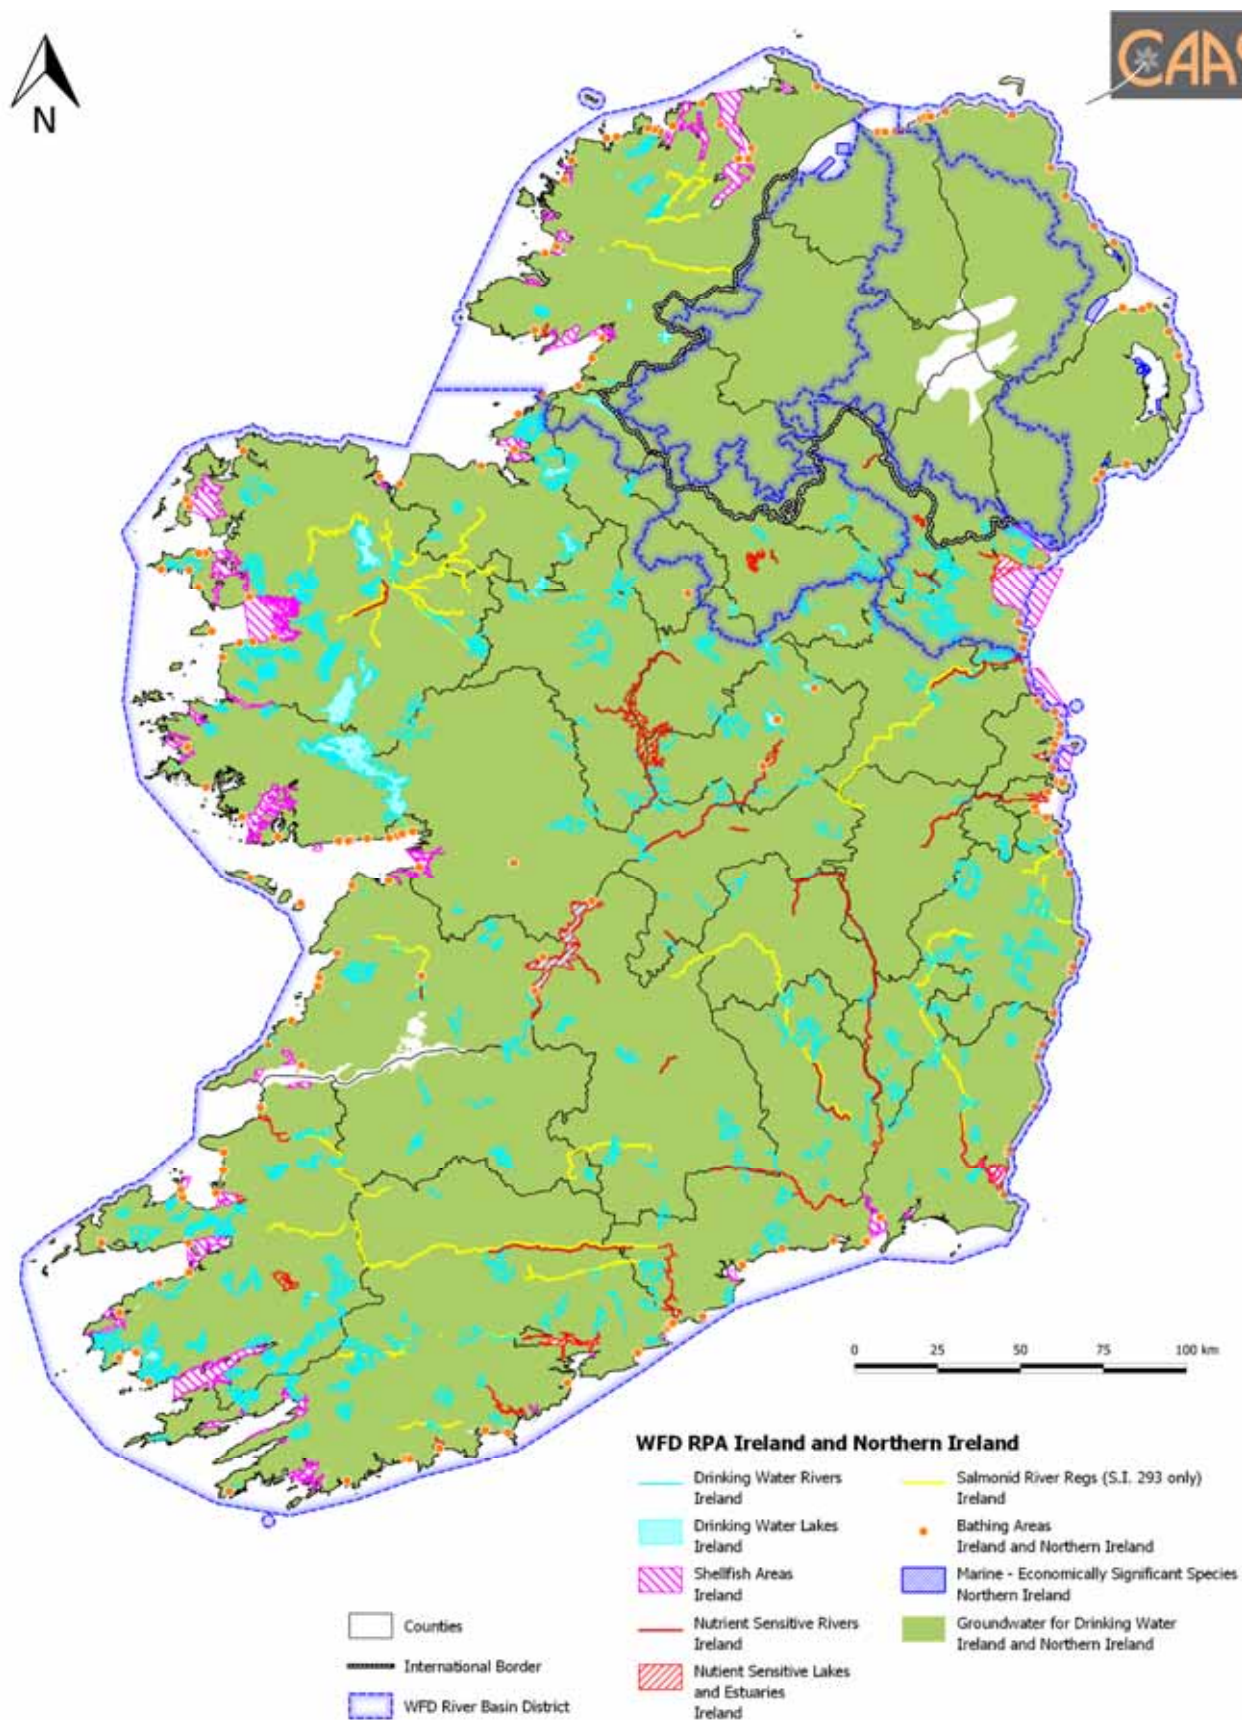 N
0 25 50 75 100 km
WFD RPA Ireland and Northern Ireland
Drinking Water Rivers
Ireland
Drinking Water Lakes
Ireland
Shellfish Areas
Ireland
Nutrient Sensitive Rivers
Ireland
Nutient Sensitive Lakes
and Estuaries
Ireland
Salmonid River Regs (S.I. 293 only)
Ireland
Bathing Areas
Ireland and Northern Ireland
Marine - Economically Significant Species
Northern Ireland
Groundwater for Drinking Water
Ireland and Northern Ireland
Counties
International Border
WFD River Basin District